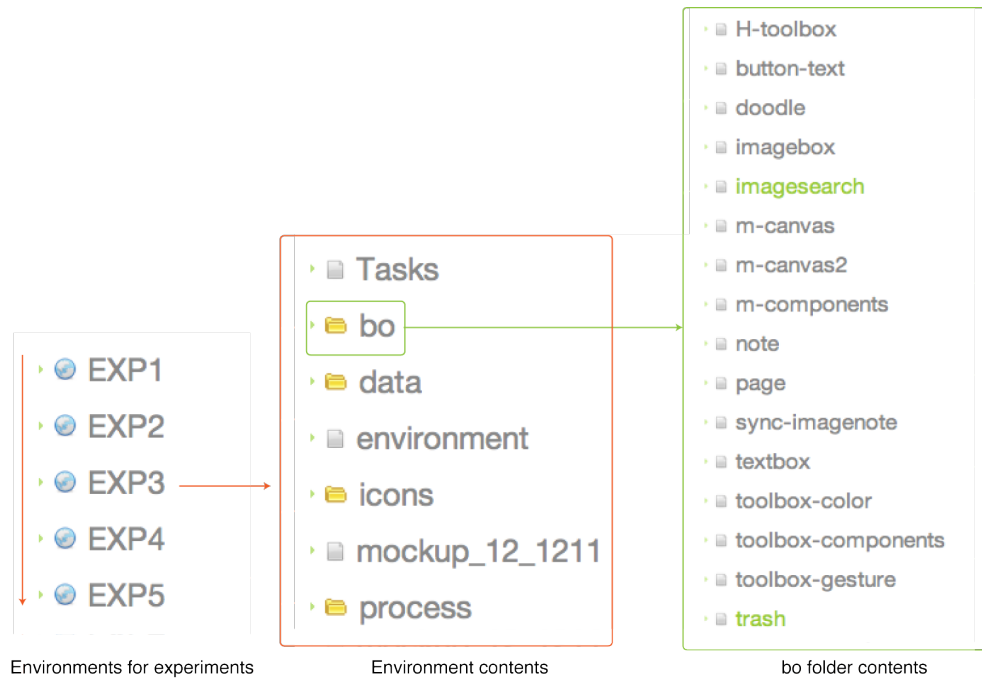 EXP1
EXP2
EXP3
EXP4
EXP5
Environments for experiments
Tasks
bo
data
environment
icons
mockup_12_1211
process
Environment contents
H-toolbox
button-text
doodle
imagebox
imagesearch
m-canvas
m-canvas2
m-components
note
page
sync-imagenote
textbox
toolbox-color
toolbox-components
toolbox-gesture
trash
bo folder contents